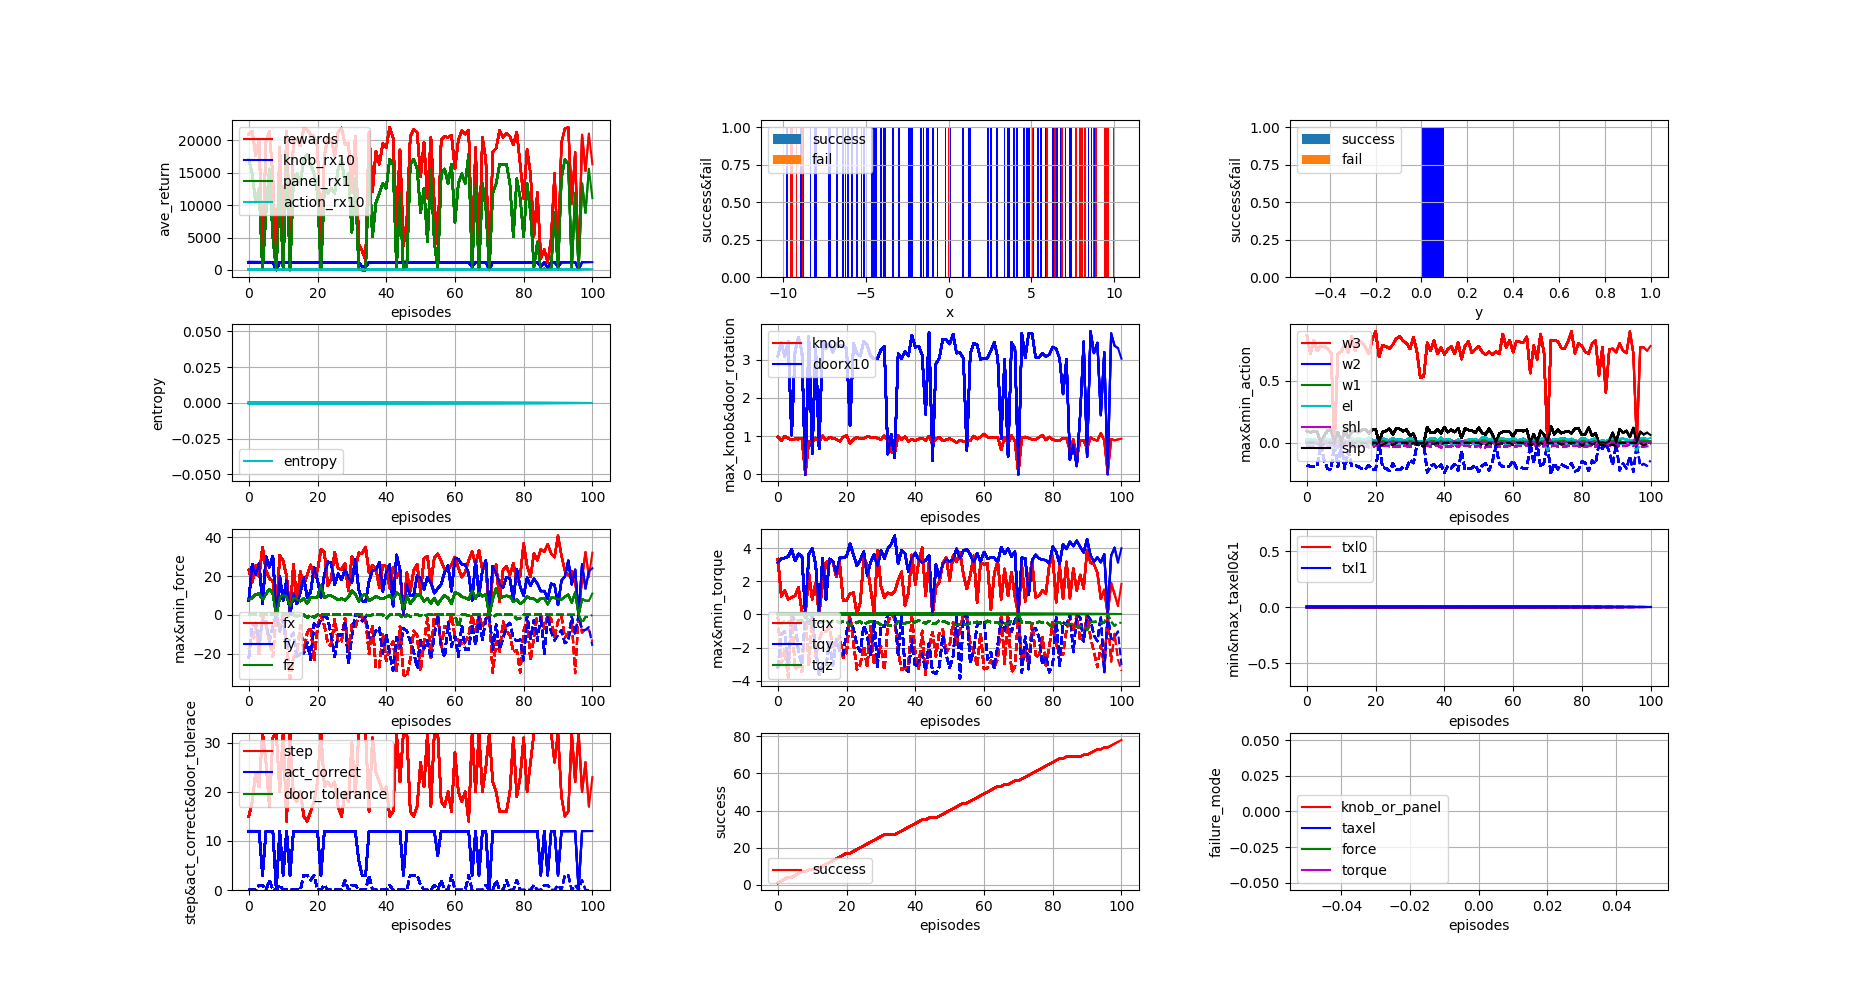 ave_return
20000
15000
10000
5000
0
rewards
knob_rx10
panel_rx1
action_rx10
0 20 40 60 80 100
episodes
success&fail
1.00
0.75
0.50
0.25
0.00
success
fail
−10 −5 0 5 10
x
success&fail
1.00
0.75
0.50
0.25
0.00
success
fail
−0.4 −0.2 0.0 0.2 0.4 0.6 0.8 1.0
y
entropy
0.050
0.025
0.000
−0.025
−0.050
entropy
0 20 40 60 80 100
episodes
max_knob&door_rotation
3
2
1
0
knob
doorx10
0 20 40 60 80 100
episodes
max&min_action
0.5
0.0
w3
w2
w1
el
shl
shp
0 20 40 60 80 100
episodes
max&min_force
40
20
0
−20
fx
fy
fz
0 20 40 60 80 100
episodes
max&min_torque
4
2
0
−2
−4
tqx
tqy
tqz
0 20 40 60 80 100
episodes
min&max_taxel0&1
0.5
0.0
−0.5
txl0
txl1
0 20 40 60 80 100
episodes
step&act_correct&door_tolerace
30
20
10
0
step
act_correct
door_tolerance
0 20 40 60 80 100
episodes
success
80
60
40
20
0
success
0 20 40 60 80 100
episodes
failure_mode
0.050
0.025
0.000
−0.025
−0.050
knob_or_panel
taxel
force
torque
−0.04 −0.02 0.00 0.02 0.04
episodes